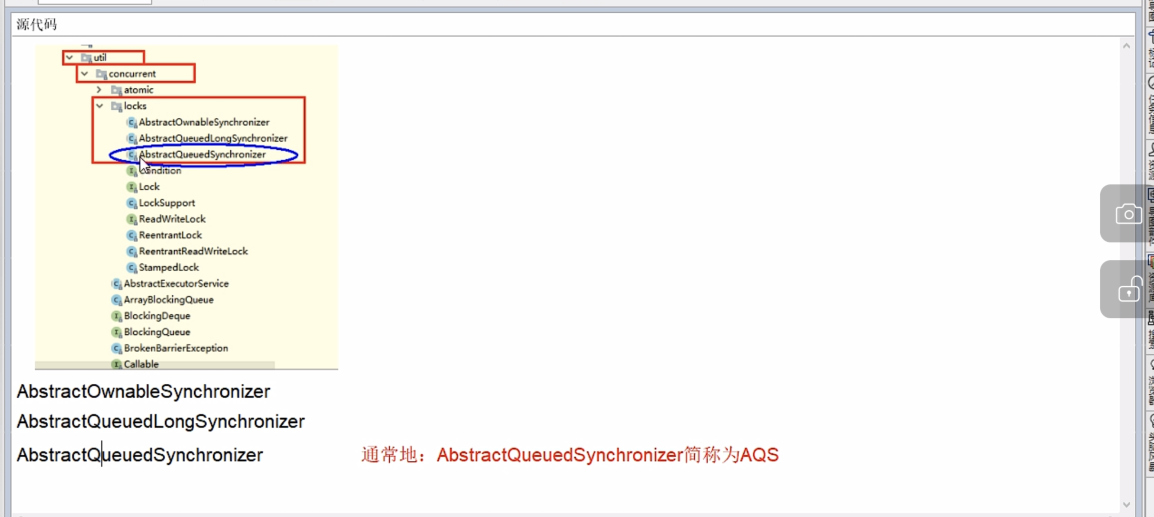 源代码
util
concurrent
atomic
locks
AbstractOwnableSynchronizer
AbstractQueuedLongSynchronizer
AbstractQueuedSynchronizer
Condition
Lock
LockSupport
ReadWriteLock
ReentrantLock
ReentrantReadWriteLock
StampedLock
AbstractExecutorService
ArrayBlockingQueue
BlockingDeque
BlockingQueue
BrokenBarrierException
Callable
AbstractOwnableSynchronizer
AbstractQueuedLongSynchronizer
AbstractQueuedSynchronizer 通常地：AbstractQueuedSynchronizer简称为AQS